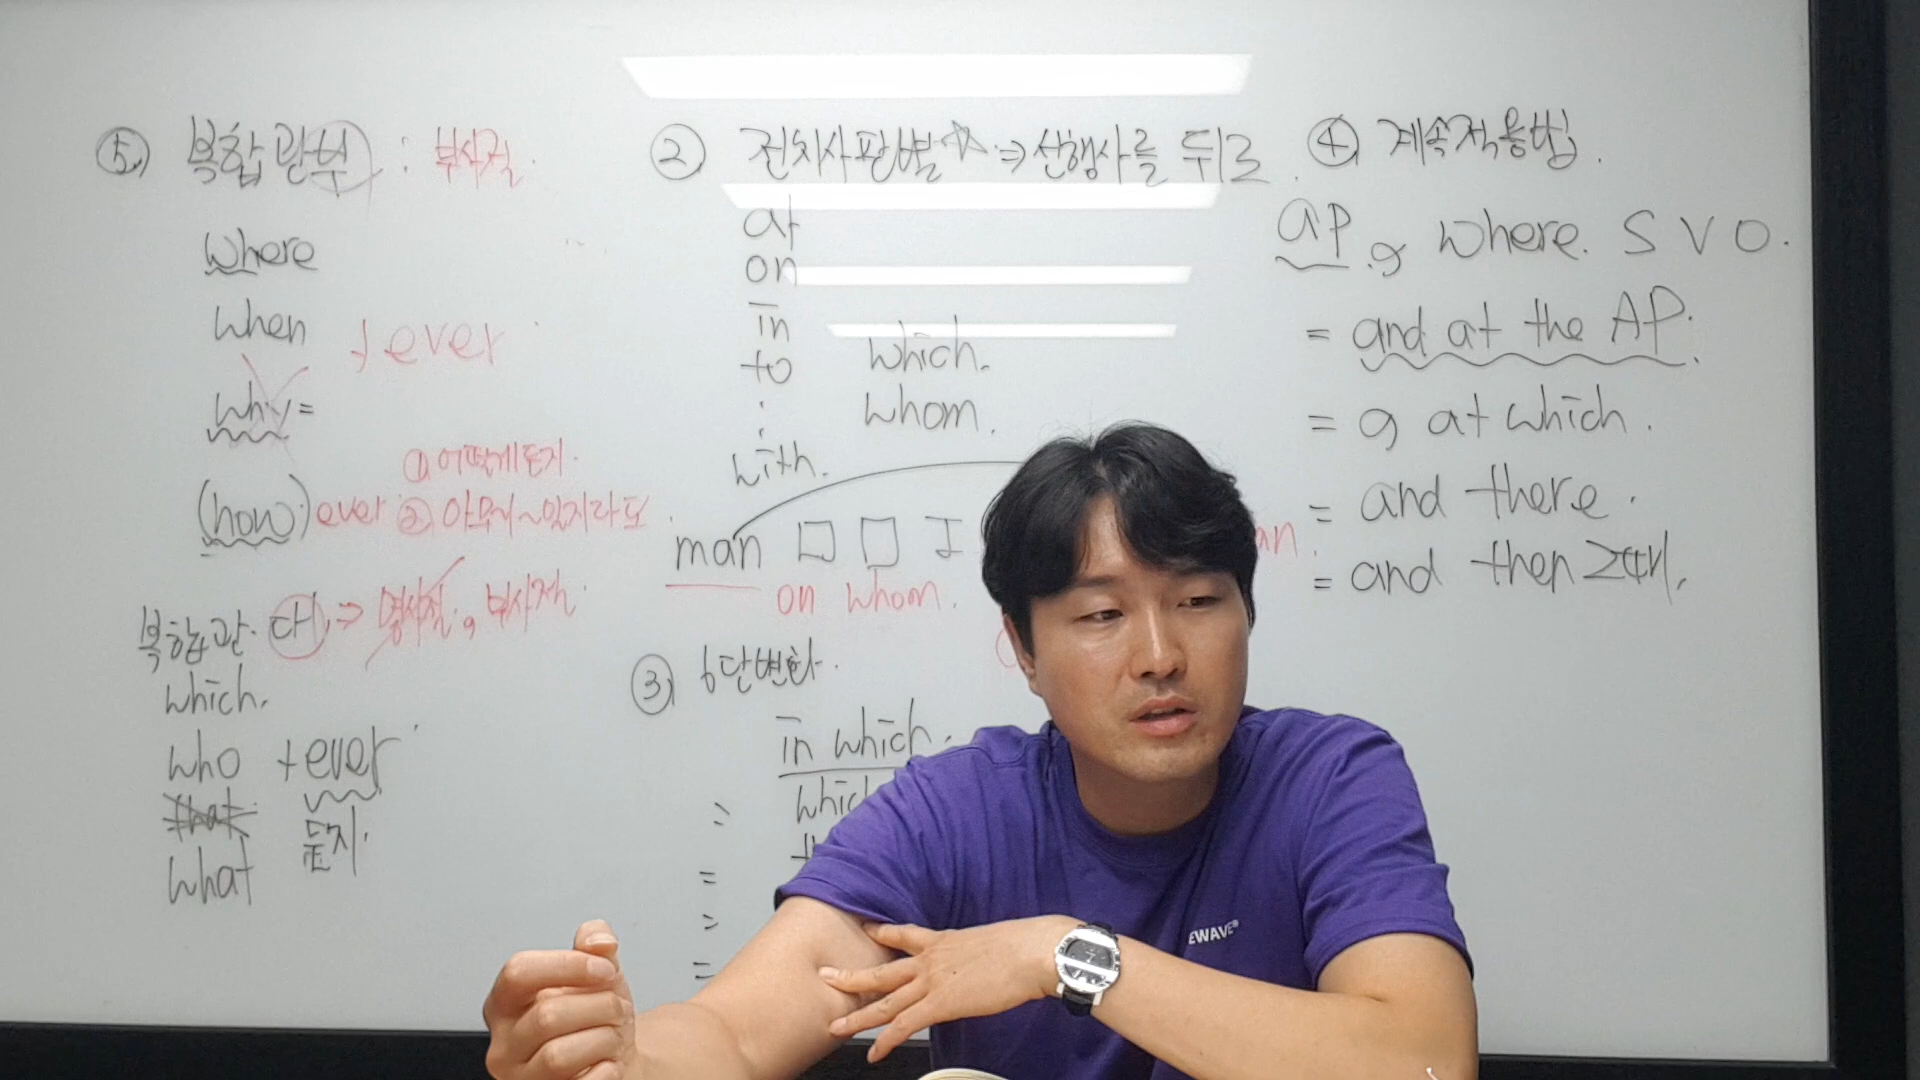 ⑤ 복합관부 : 부사절.
where
when
+ ever
why =
① 어떻게든지.
(how) ever ② 아무리~일지라도
복합관·대 ⇒ 명사절, 부사절.
which.
who + ever
that
든지.
what
② 전치사판별☆ ⇒ 선행사를 뒤로.
at
on
in
to
which.
whom.
:
with.
man □ □ I
an.
on whom.
③ 6단변화.
in which.
= whic
=
=
=
④ 계속적용법.
AP, where. S V O.
= and at the AP.
= , at which.
= and there.
= and then 그때.
EWAVE